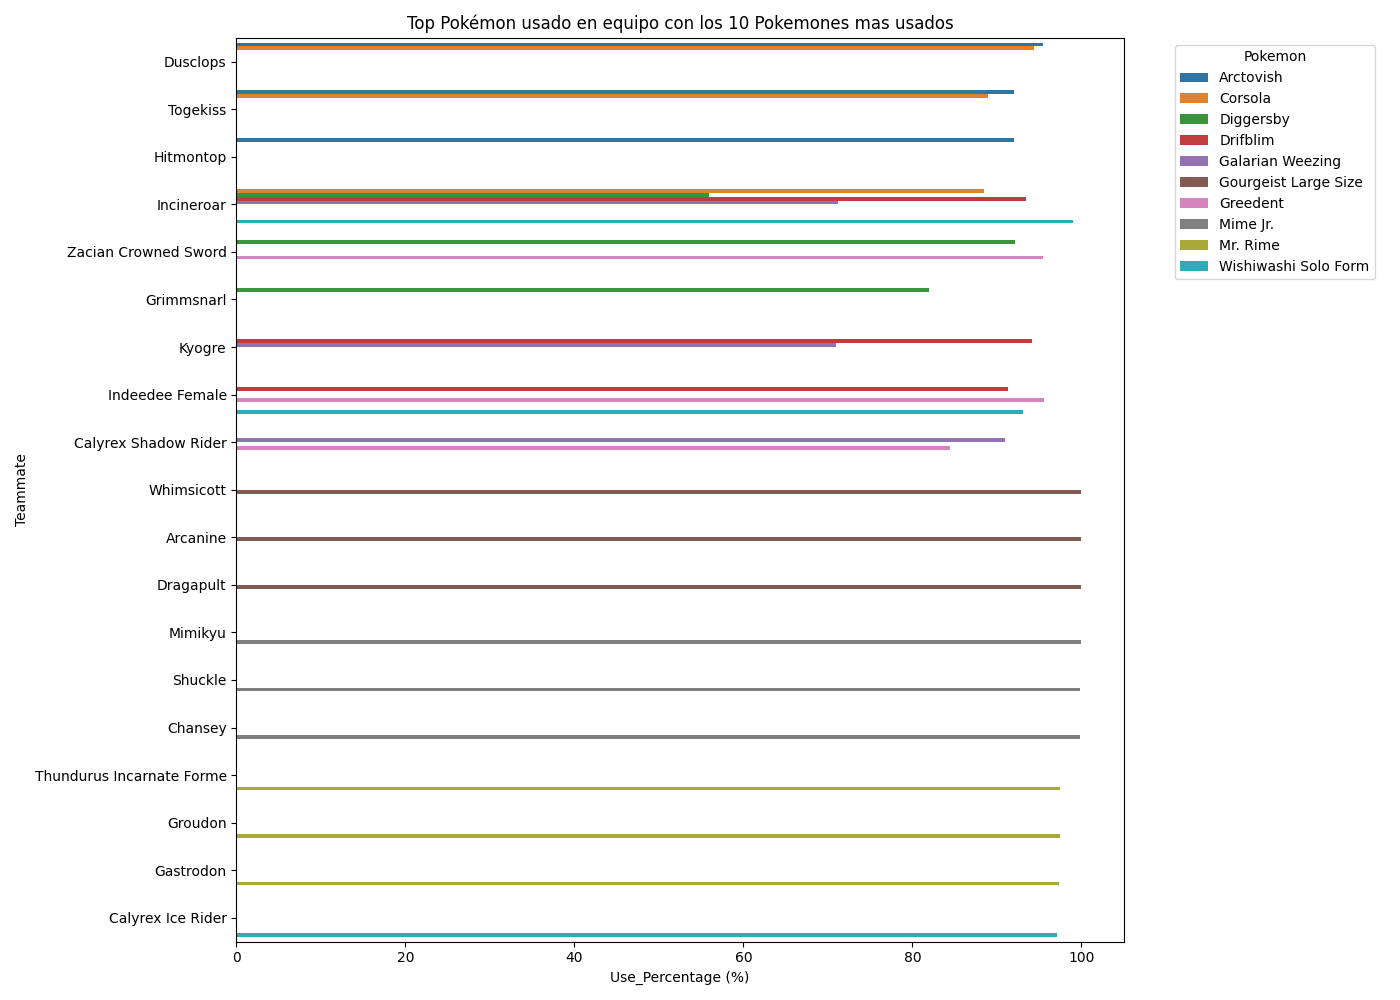 Top Pokémon usado en equipo con los 10 Pokemones mas usados
Teammate
Dusclops
Togekiss
Hitmontop
Incineroar
Zacian Crowned Sword
Grimmsnarl
Kyogre
Indeedee Female
Calyrex Shadow Rider
Whimsicott
Arcanine
Dragapult
Mimikyu
Shuckle
Chansey
Thundurus Incarnate Forme
Groudon
Gastrodon
Calyrex Ice Rider
0 20 40 60 80 100
Use_Percentage (%)
Pokemon
Arctovish
Corsola
Diggersby
Drifblim
Galarian Weezing
Gourgeist Large Size
Greedent
Mime Jr.
Mr. Rime
Wishiwashi Solo Form